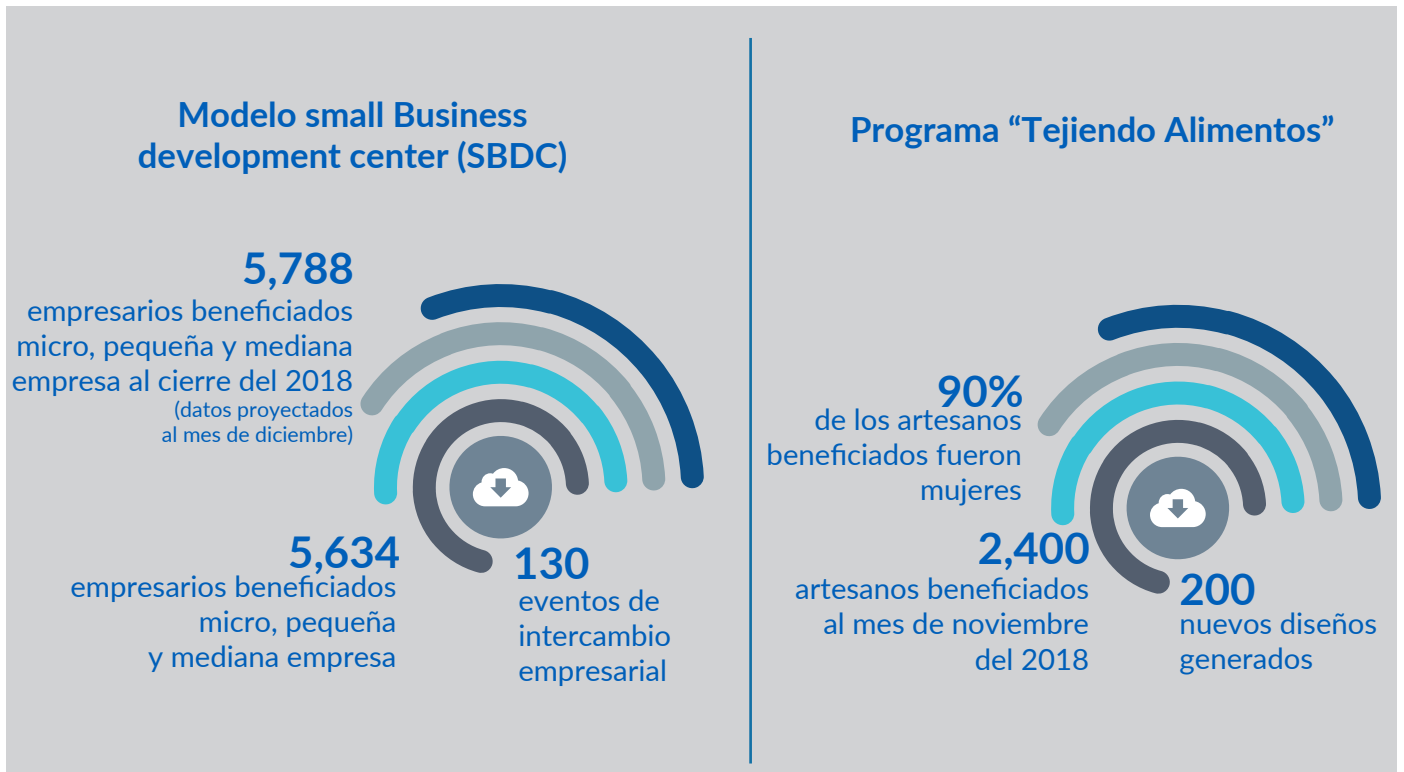 Modelo small Business
development center (SBDC)
5,788
empresarios beneficiados
micro, pequeña y mediana
empresa al cierre del 2018
(datos proyectados
al mes de diciembre)
5,634
empresarios beneficiados
micro, pequeña
y mediana empresa
130
eventos de
intercambio
empresarial
Programa “Tejiendo Alimentos”
90%
de los artesanos
beneficiados fueron
mujeres
2,400
artesanos beneficiados
al mes de noviembre
del 2018
200
nuevos diseños
generados